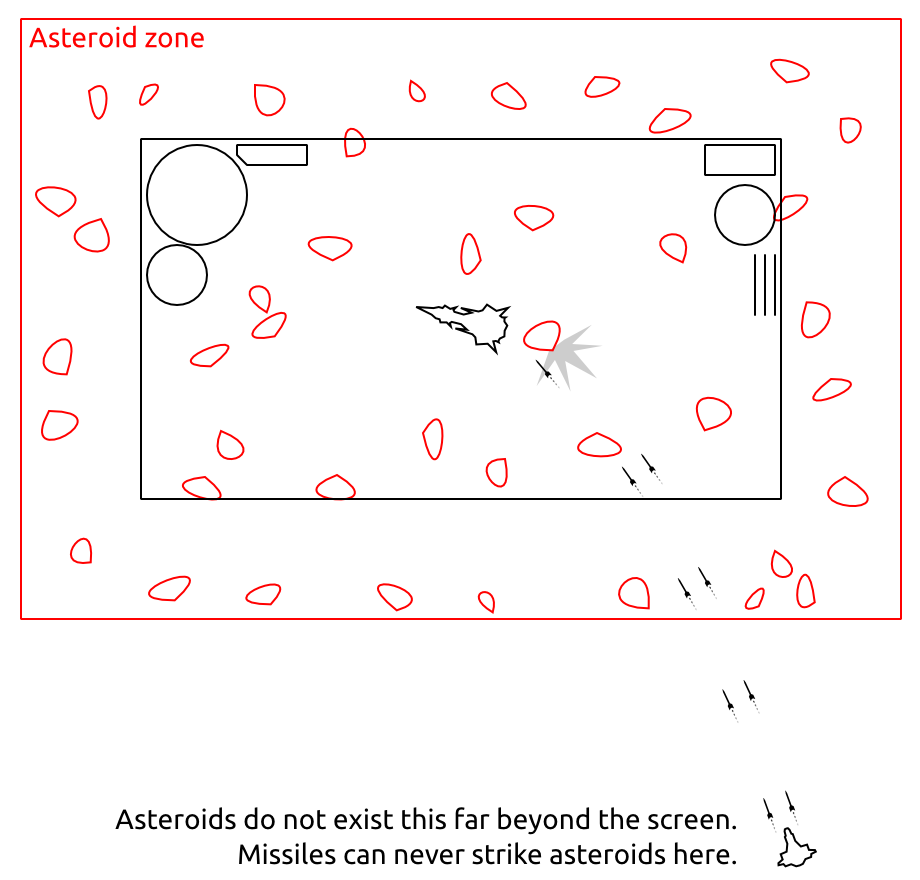 Asteroid zone
Asteroids do not exist this far beyond the screen.
Missiles can never strike asteroids here.